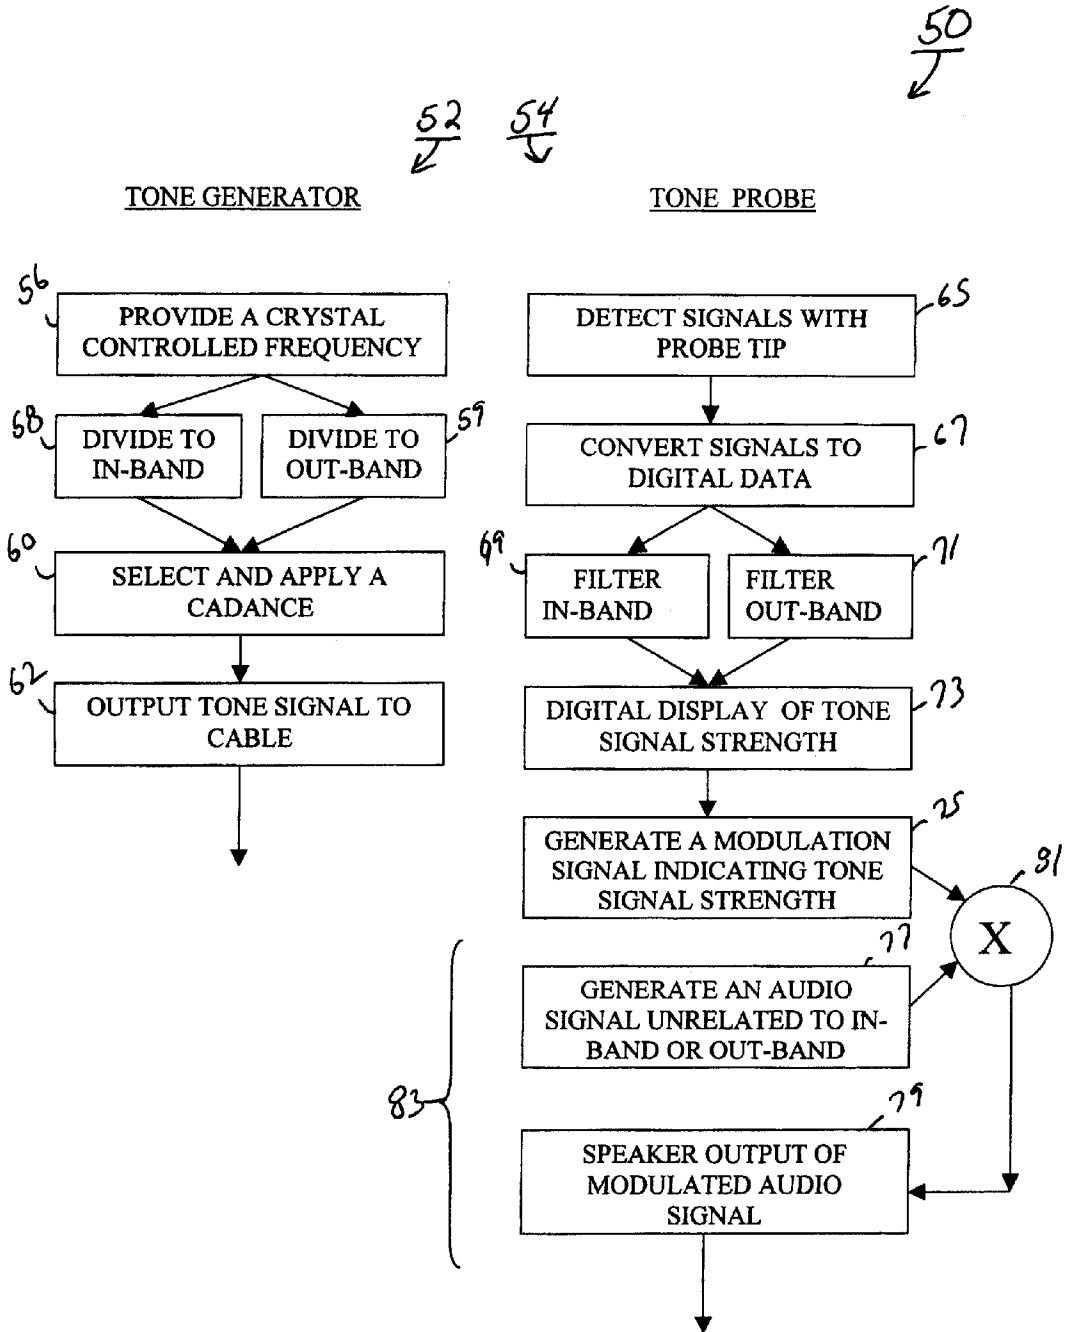 50
52 54
TONE GENERATOR
56
PROVIDE A CRYSTAL
CONTROLLED FREQUENCY
58
DIVIDE TO
IN-BAND
59
DIVIDE TO
OUT-BAND
60
SELECT AND APPLY A
CADANCE
62
OUTPUT TONE SIGNAL TO
CABLE
TONE PROBE
65
DETECT SIGNALS WITH
PROBE TIP
67
CONVERT SIGNALS TO
DIGITAL DATA
69
FILTER
IN-BAND
71
FILTER
OUT-BAND
73
DIGITAL DISPLAY OF TONE
SIGNAL STRENGTH
75
GENERATE A MODULATION
SIGNAL INDICATING TONE
SIGNAL STRENGTH
81
X
77
GENERATE AN AUDIO
SIGNAL UNRELATED TO IN-
BAND OR OUT-BAND
83
79
SPEAKER OUTPUT OF
MODULATED AUDIO
SIGNAL